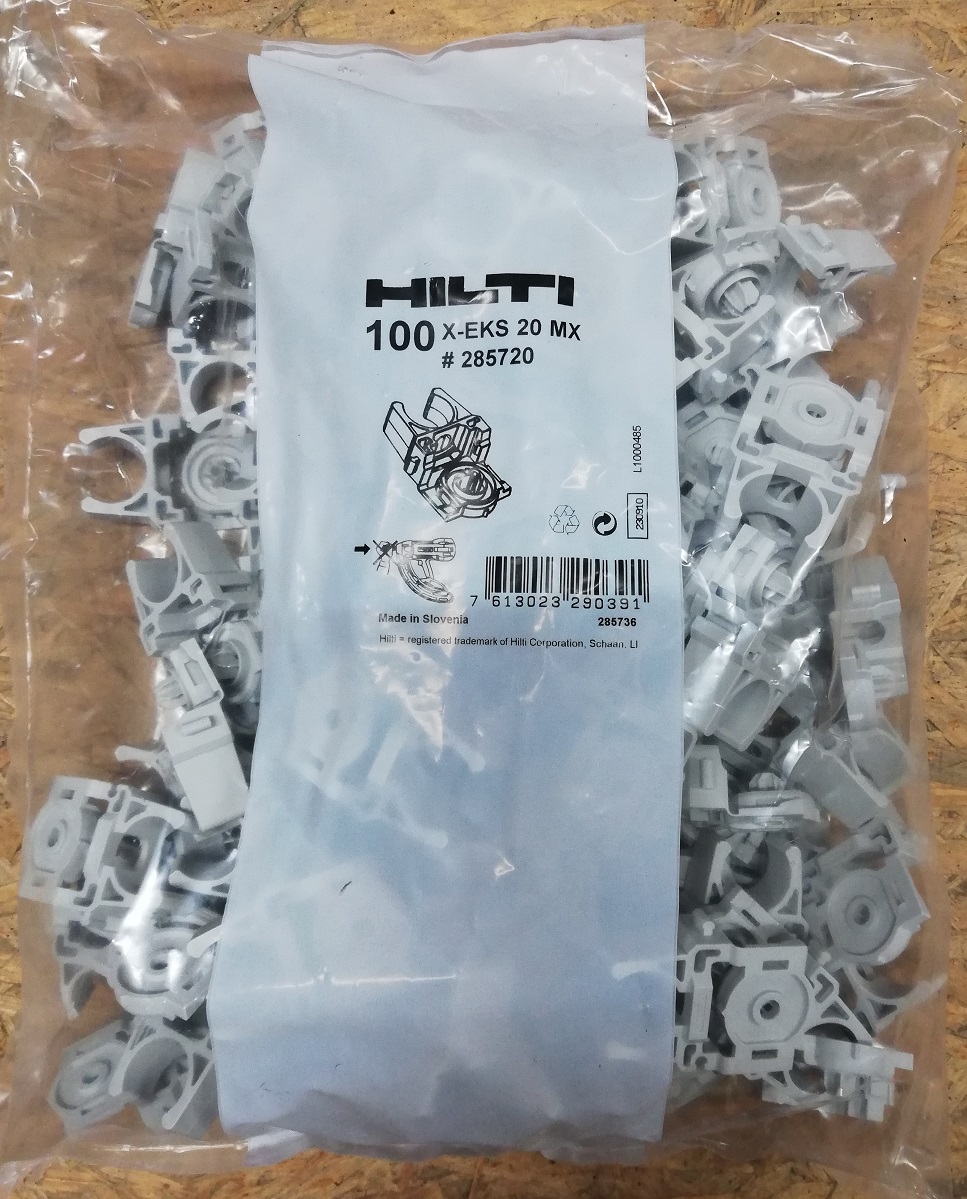 HILTI
100 X-EKS 20 MX
# 285720
L1000485
230910
7 613023 290391
Made in Slovenia
285736
Hilti = registered trademark of Hilti Corporation, Schaan, LI